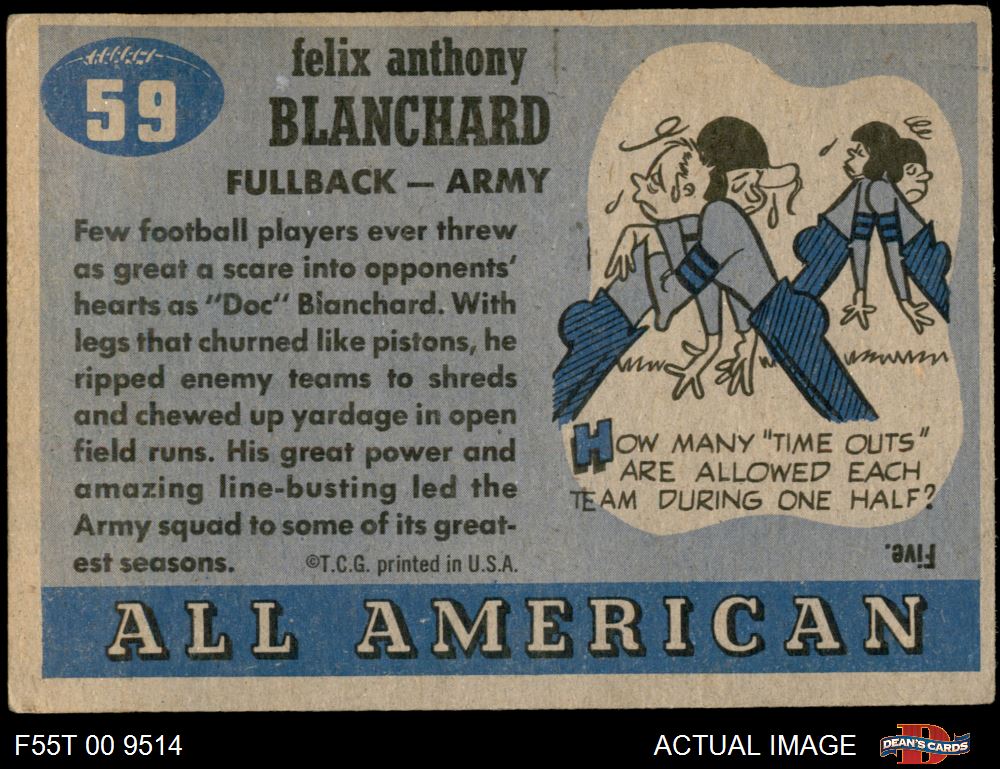 59
felix anthony
BLANCHARD
FULLBACK — ARMY
Few football players ever threw
as great a scare into opponents'
hearts as "Doc" Blanchard. With
legs that churned like pistons, he
ripped enemy teams to shreds
and chewed up yardage in open
field runs. His great power and
amazing line-busting led the
Army squad to some of its great-
est seasons.
©T.C.G. printed in U.S.A.
HOW MANY "TIME OUTS"
ARE ALLOWED EACH
TEAM DURING ONE HALF?
Five.
ALL AMERICAN
F55T 00 9514
ACTUAL IMAGE
DEAN'S CARDS